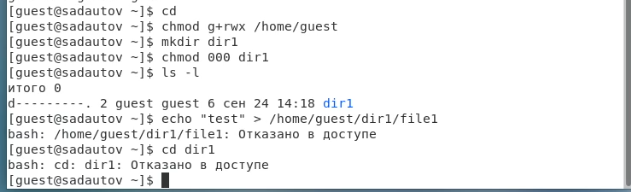 [guest@sadautov ~]$ cd
[guest@sadautov ~]$ chmod g+rwx /home/guest
[guest@sadautov ~]$ mkdir dir1
[guest@sadautov ~]$ chmod 000 dir1
[guest@sadautov ~]$ ls -l
итого 0
d---------. 2 guest guest 6 сен 24 14:18 dir1
[guest@sadautov ~]$ echo "test" > /home/guest/dir1/file1
bash: /home/guest/dir1/file1: Отказано в доступе
[guest@sadautov ~]$ cd dir1
bash: cd: dir1: Отказано в доступе
[guest@sadautov ~]$